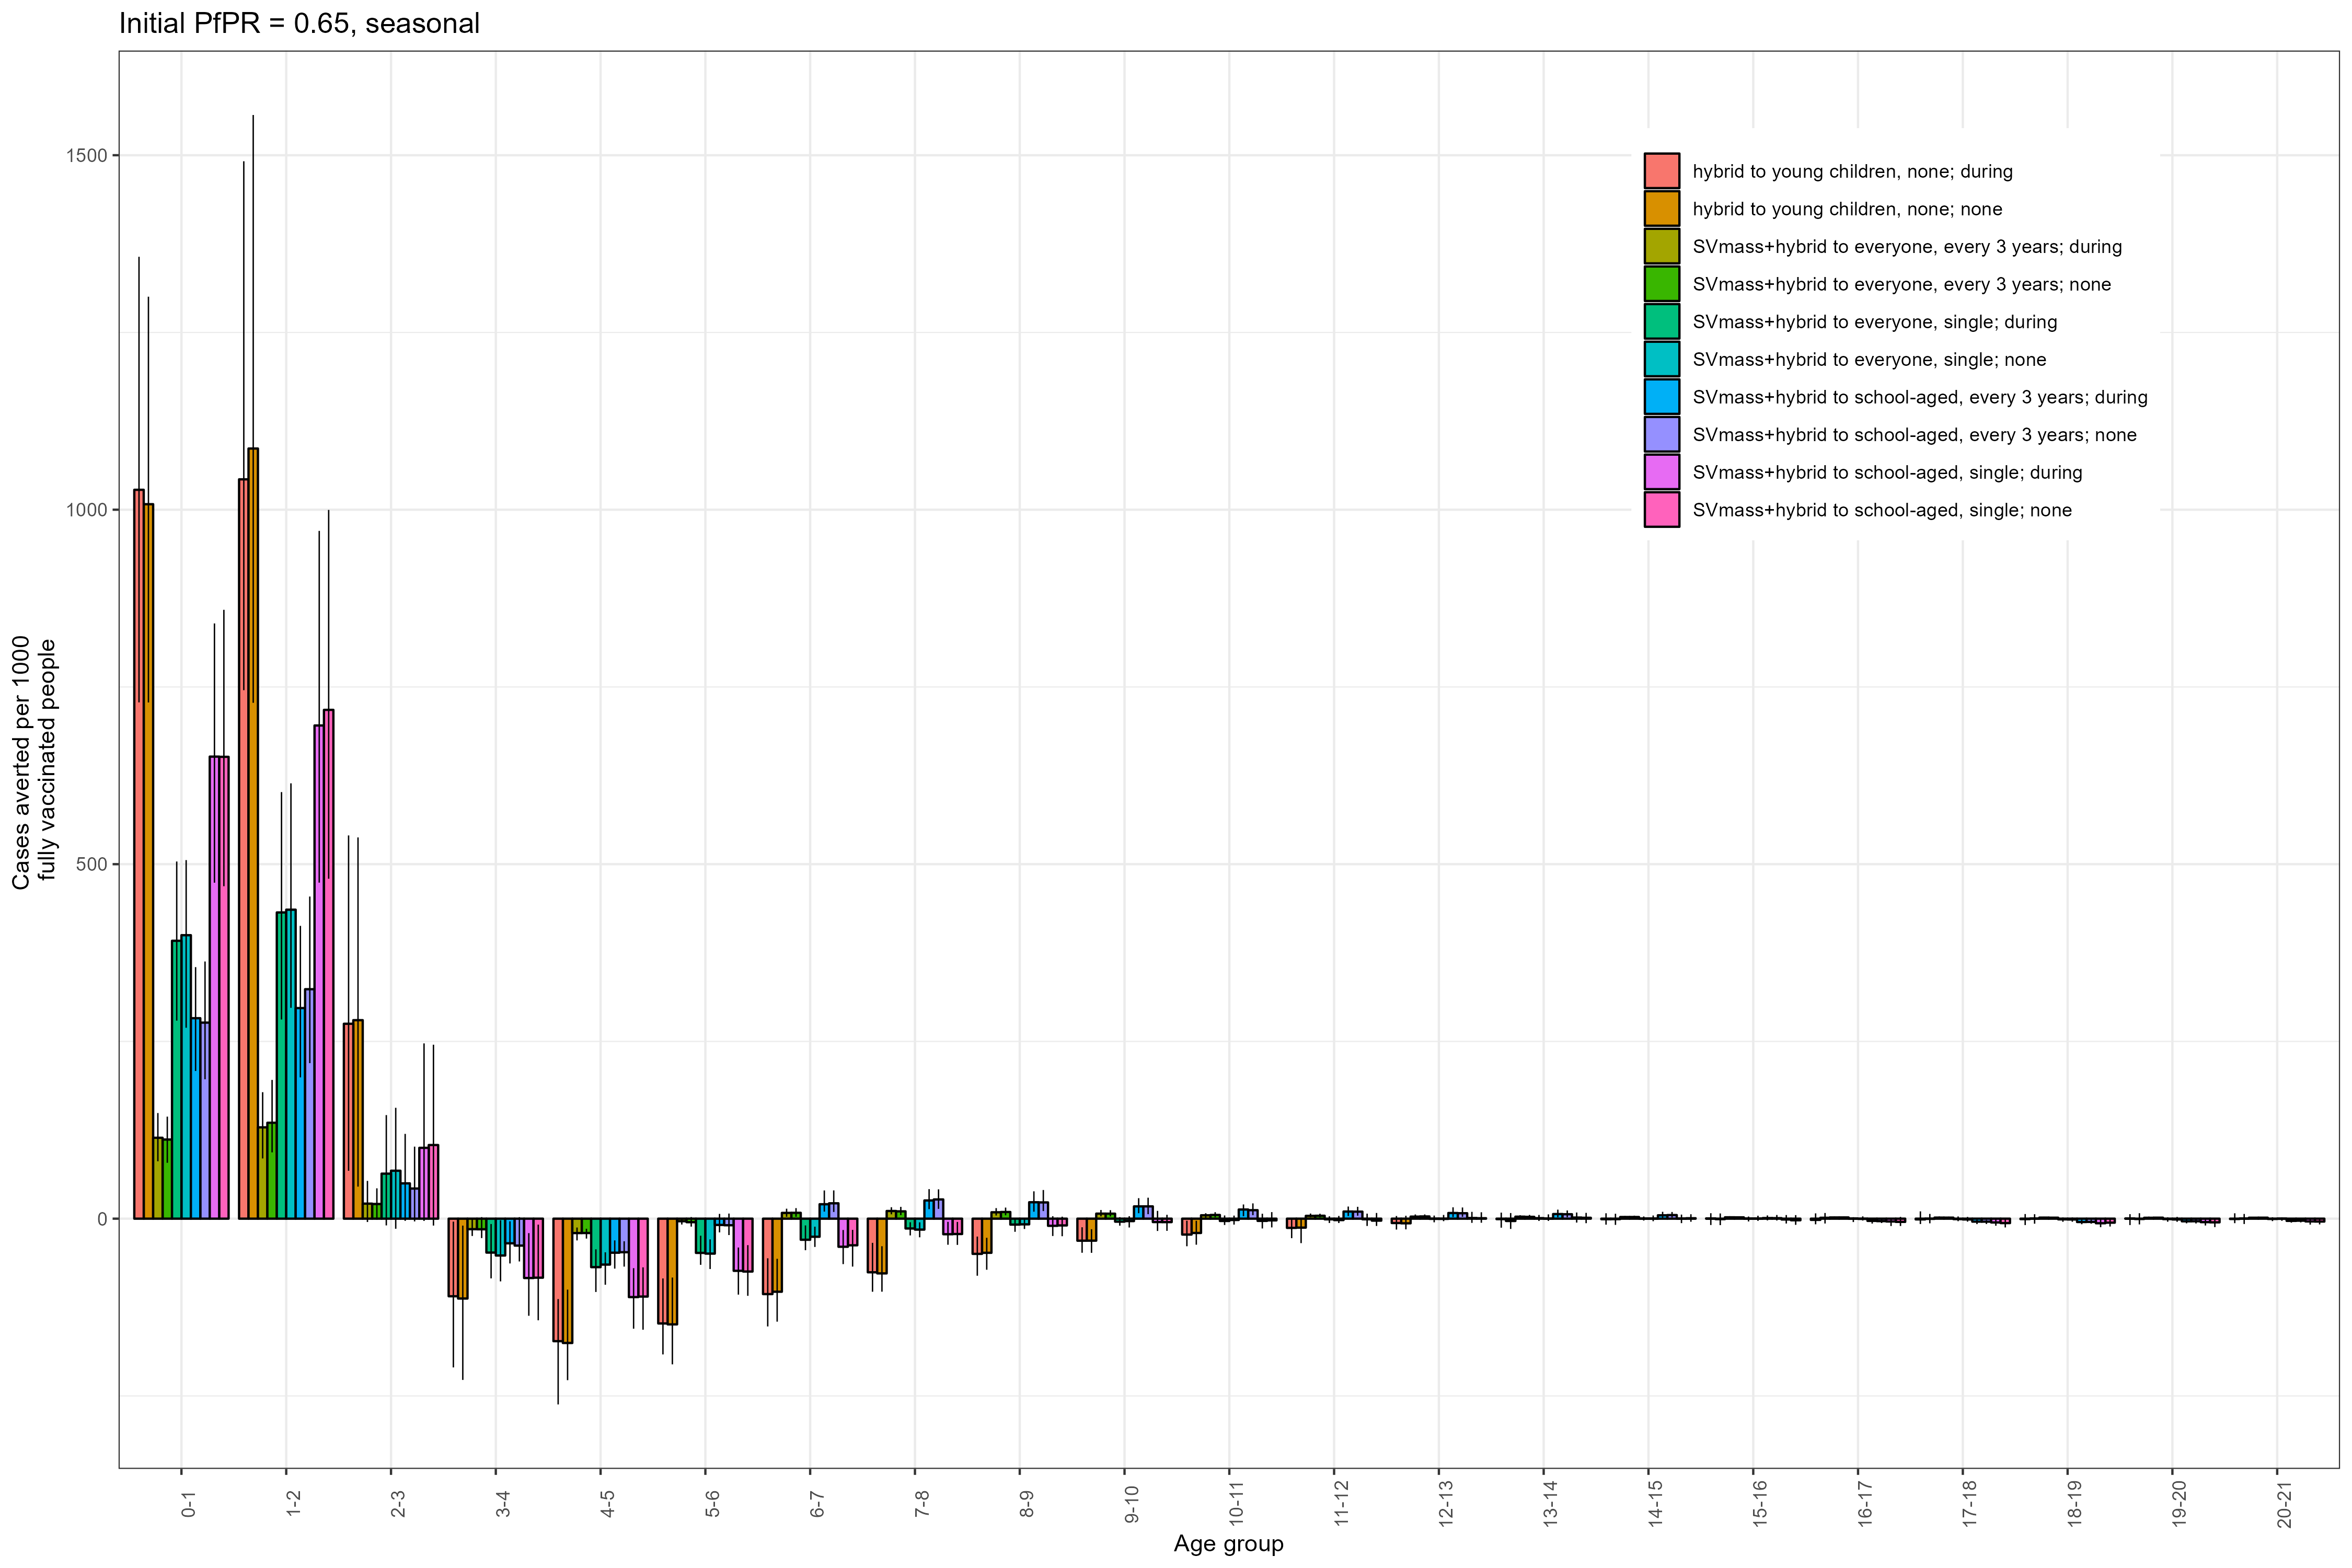 Initial PfPR = 0.65, seasonal
Cases averted per 1000
fully vaccinated people
1500
1000
500
0
hybrid to young children, none; during
hybrid to young children, none; none
SVmass+hybrid to everyone, every 3 years; during
SVmass+hybrid to everyone, every 3 years; none
SVmass+hybrid to everyone, single; during
SVmass+hybrid to everyone, single; none
SVmass+hybrid to school-aged, every 3 years; during
SVmass+hybrid to school-aged, every 3 years; none
SVmass+hybrid to school-aged, single; during
SVmass+hybrid to school-aged, single; none
0-1
1-2
2-3
3-4
4-5
5-6
6-7
7-8
8-9
9-10
10-11
11-12
12-13
13-14
14-15
15-16
16-17
17-18
18-19
19-20
20-21
Age group